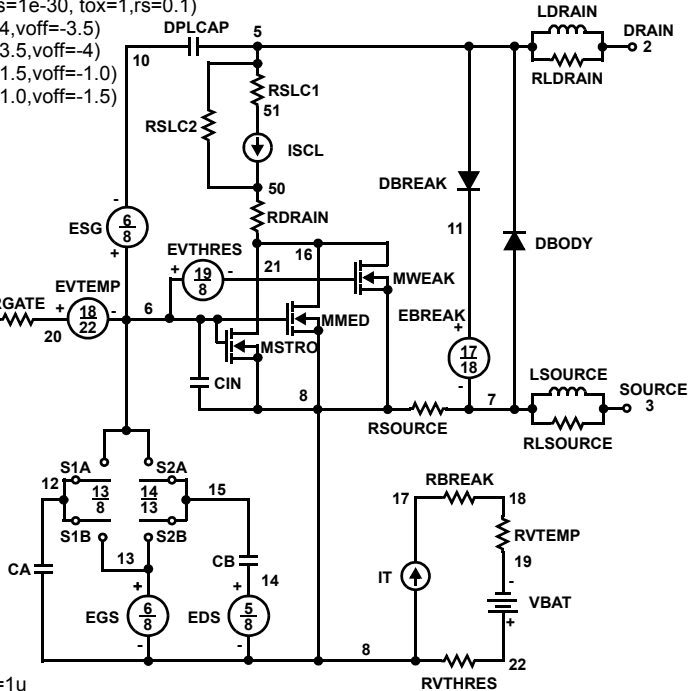 s=1e-30, tox=1,rs=0.1)
4,voff=-3.5)
3.5,voff=-4)
1.5,voff=-1.0)
1.0,voff=-1.5)
LDRAIN
DPLCAP 5 DRAIN
10 2
RLDRAIN
RSLC1
51
RSLC2
ISCL
50
DBREAK
RDRAIN
ESG 6 8
11
DBODY
EVTHRES 16
21
19 8
MWEAK
RGATE EVTEMP
18 22
6
20
EBREAK
MMED
MSTRO
17 18
CIN
LSOURCE
8 7 SOURCE
3
RSOURCE
RLSOURCE
S1A S2A
12
13 8
14 13
15
S1B S2B
13
CA
CB
14
EGS 6 8
EDS 5 8
RBREAK
17 18
RVTEMP
19
IT
VBAT
8
22
RVTHRES
=1u
- + + - + - + - + - - +